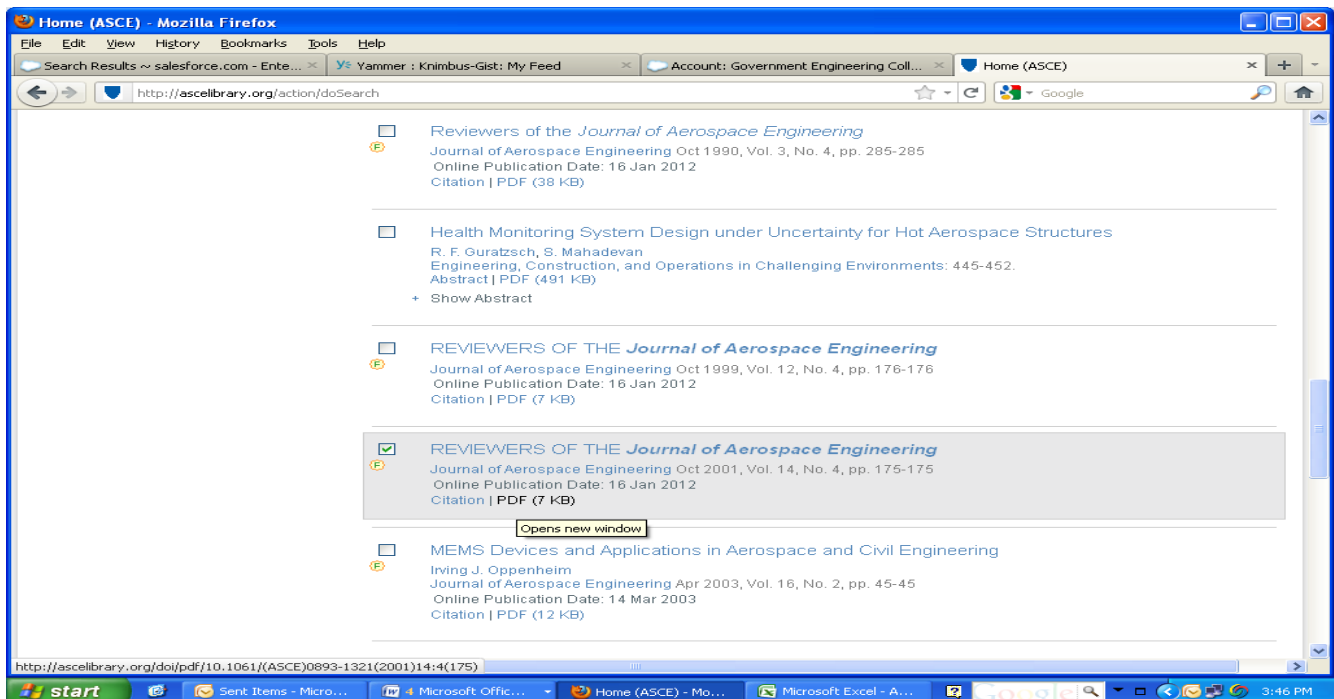 Home (ASCE) - Mozilla Firefox
File Edit View History Bookmarks Tools Help
Search Results ~ salesforce.com - Ente...
Yammer : Knimbus-Gist: My Feed
Account: Government Engineering Coll...
Home (ASCE)
http://ascelibrary.org/action/doSearch
Google
Reviewers of the Journal of Aerospace Engineering
F
Journal of Aerospace Engineering Oct 1990, Vol. 3, No. 4, pp. 285-285
Online Publication Date: 16 Jan 2012
Citation | PDF (38 KB)
Health Monitoring System Design under Uncertainty for Hot Aerospace Structures
R. F. Guratzsch, S. Mahadevan
Engineering, Construction, and Operations in Challenging Environments: 445-452.
Abstract | PDF (491 KB)
+ Show Abstract
REVIEWERS OF THE Journal of Aerospace Engineering
F
Journal of Aerospace Engineering Oct 1999, Vol. 12, No. 4, pp. 176-176
Online Publication Date: 16 Jan 2012
Citation | PDF (7 KB)
REVIEWERS OF THE Journal of Aerospace Engineering
F
Journal of Aerospace Engineering Oct 2001, Vol. 14, No. 4, pp. 175-175
Online Publication Date: 16 Jan 2012
Citation | PDF (7 KB)
Opens new window
MEMS Devices and Applications in Aerospace and Civil Engineering
F
Irving J. Oppenheim
Journal of Aerospace Engineering Apr 2003, Vol. 16, No. 2, pp. 45-45
Online Publication Date: 14 Mar 2003
Citation | PDF (12 KB)
http://ascelibrary.org/doi/pdf/10.1061/(ASCE)0893-1321(2001)14:4(175)
start
Sent Items - Micro...
4 Microsoft Offic...
Home (ASCE) - Mo...
Microsoft Excel - A...
Google
3:46 PM